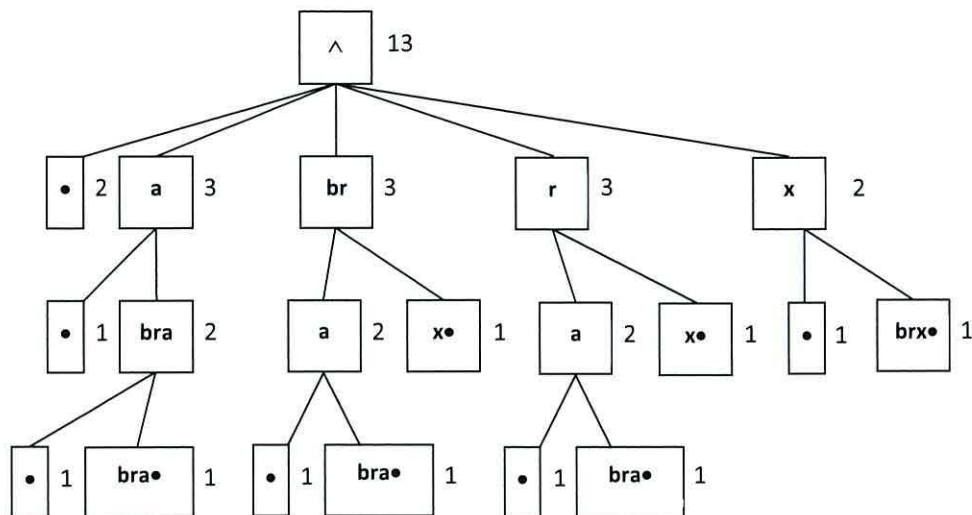 ^ 13
• 2 a 3 br 3 r 3 x 2
• 1 bra 2 a 2 x• 1 a 2 x• 1 • 1 brx• 1
• 1 bra• 1 • 1 bra• 1 • 1 bra• 1